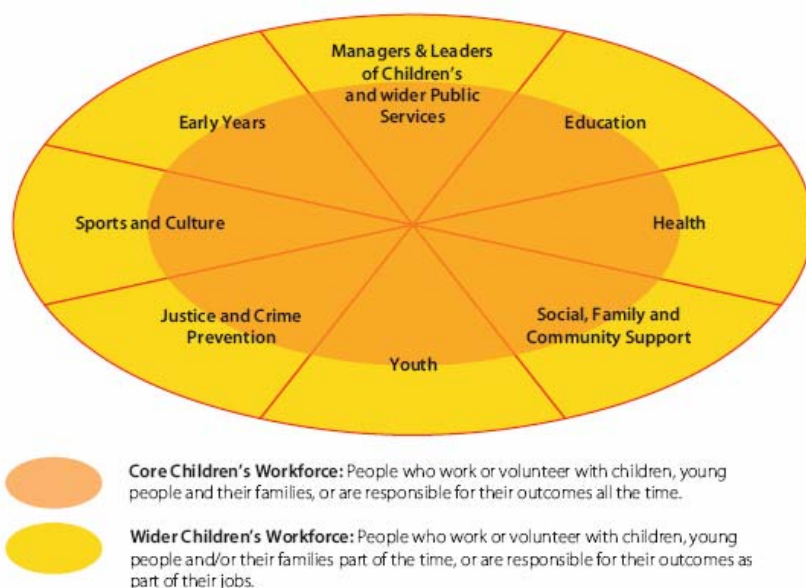 Managers & Leaders
of Children's
and wider Public
Services
Early Years
Education
Sports and Culture
Health
Justice and Crime
Prevention
Social, Family and
Community Support
Youth
Core Children's Workforce: People who work or volunteer with children, young
people and their families, or are responsible for their outcomes all the time.
Wider Children's Workforce: People who work or volunteer with children, young
people and/or their families part of the time, or are responsible for their outcomes as
part of their jobs.